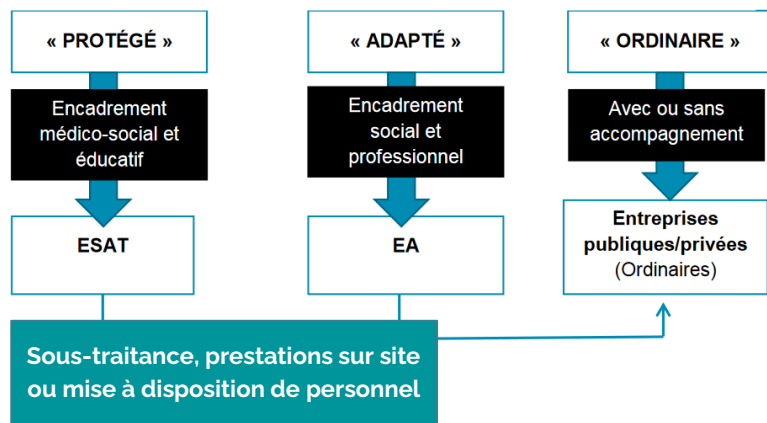 « PROTÉGÉ »
« ADAPTÉ »
« ORDINAIRE »
Encadrement
médico-social et
éducatif
Encadrement
social et
professionnel
Avec ou sans
accompagnement
ESAT
EA
Entreprises
publiques/privées
(Ordinaires)
Sous-traitance, prestations sur site
ou mise à disposition de personnel